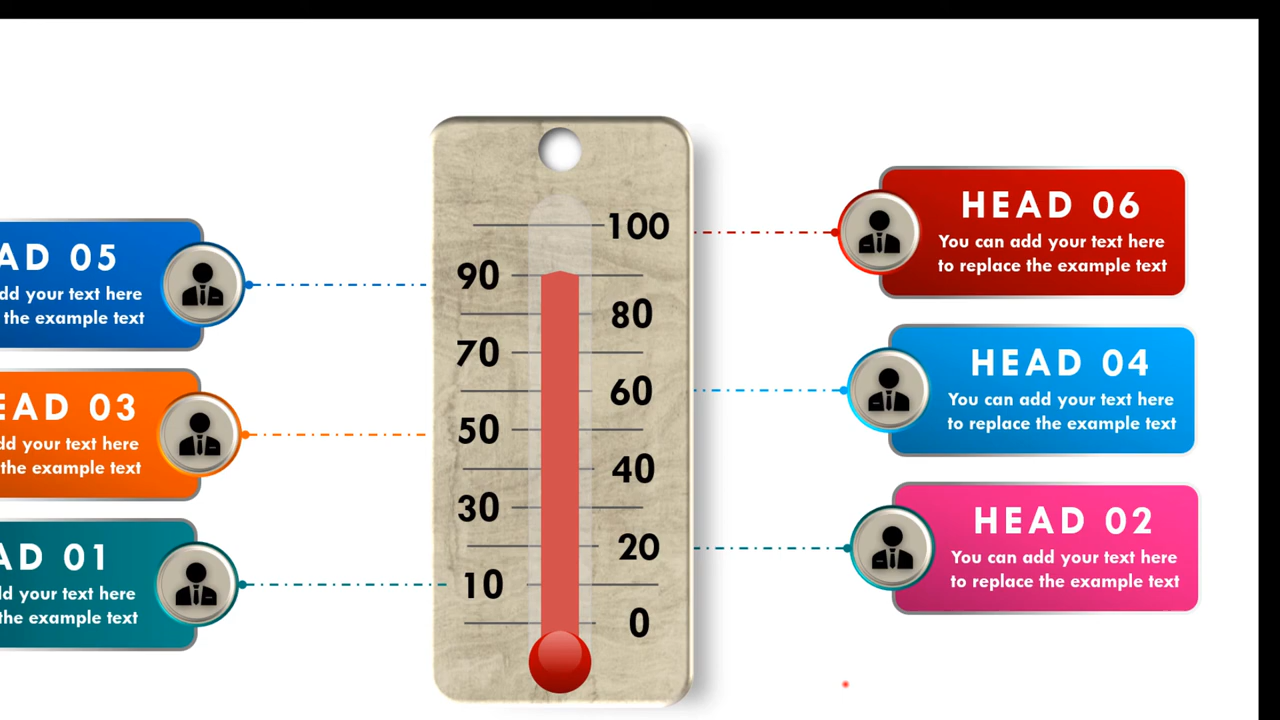 100
90
80
70
60
50
40
30
20
10
0
HEAD 06
You can add your text here
to replace the example text
AD 05
dd your text here
the example text
HEAD 04
You can add your text here
to replace the example text
EAD 03
dd your text here
the example text
HEAD 02
You can add your text here
to replace the example text
AD 01
dd your text here
the example text